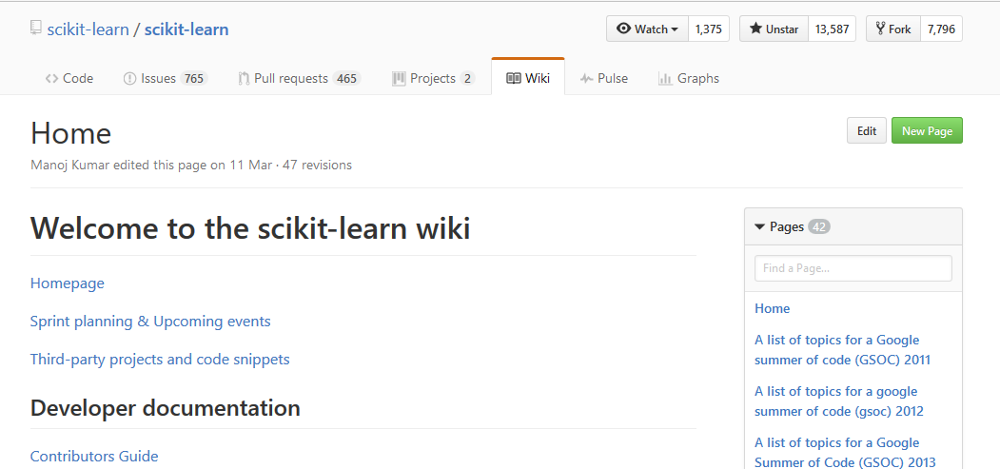 scikit-learn / scikit-learn
Watch 1,375 Unstar 13,587 Fork 7,796
Code Issues 765 Pull requests 465 Projects 2 Wiki Pulse Graphs
Home
Edit New Page
Manoj Kumar edited this page on 11 Mar · 47 revisions
Welcome to the scikit-learn wiki
Homepage
Sprint planning & Upcoming events
Third-party projects and code snippets
Developer documentation
Contributors Guide
Pages 42
Find a Page...
Home
A list of topics for a Google
summer of code (GSOC) 2011
A list of topics for a google
summer of code (gsoc) 2012
A list of topics for a Google
Summer of Code (GSOC) 2013